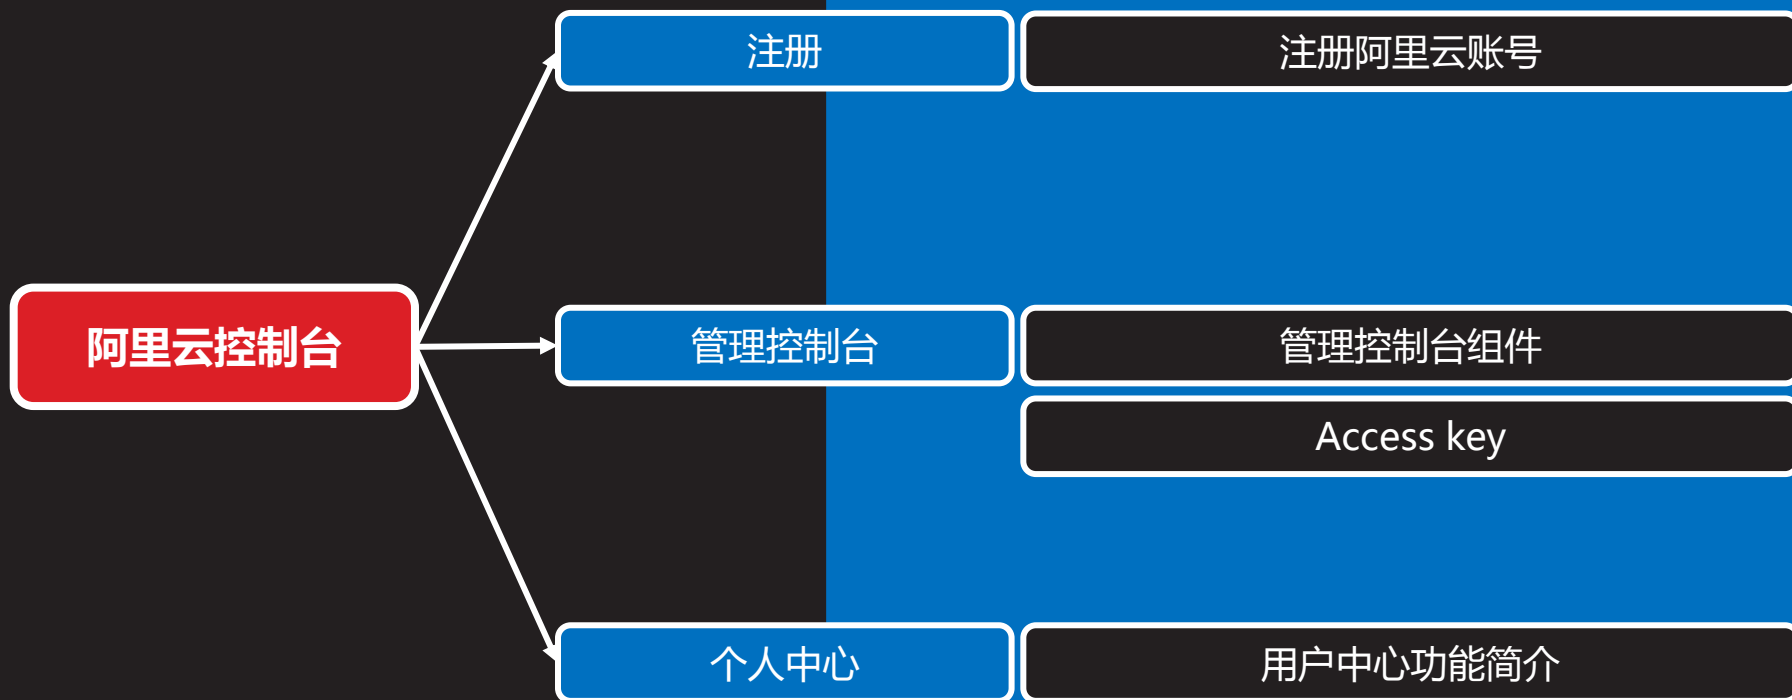 注册
注册阿里云账号
阿里云控制台
管理控制台
管理控制台组件
Access key
个人中心
用户中心功能简介